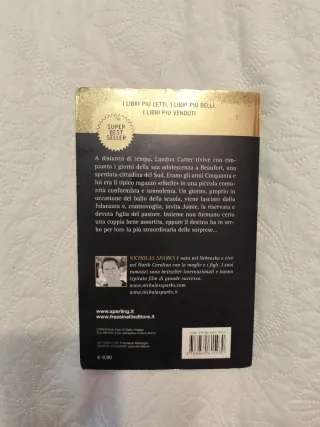 I LIBRI PIÙ LETTI, I LIBRI PIÙ BELLI
I LIBRI PIÙ VENDUTI
SUPER
BEST
SELLER
A distanza di tempo, Landon Carter rivive con rim-
pianto i giorni della sua adolescenza a Beaufort, una
sperduta cittadina del Sud. Erano gli anni Cinquanta e
lui era il tipico ragazzo «ribelle» in una piccola comu-
nità conformista e sonnolenta. Un giorno, proprio in
occasione del ballo della scuola, viene lasciato dalla
fidanzata e, controvoglia, invita Jamie, la riservata e
devota figlia del pastore. Insieme non formano certo una
coppia bene assortita, eppure il destino ha in ser-
bo per loro la più straordinaria delle sorprese...
NICHOLAS SPARKS è nato nel Nebraska e vive
nel North Carolina con la moglie e i figli. I suoi
romanzi sono bestseller internazionali e hanno
ispirato film di grande successo.
www.nicholassparks.com
www.nicholassparks.it
www.sperling.it
www.frassinellieditore.it
€ 9,90